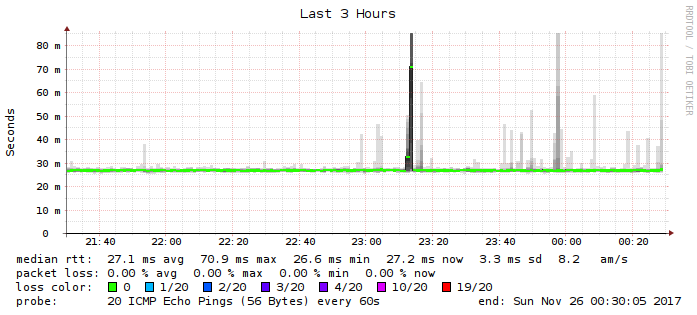 Last 3 Hours
RRDTOOL / TOBI OETIKER
Seconds
80 m
70 m
60 m
50 m
40 m
30 m
20 m
10 m
0
21:40 22:00 22:20 22:40 23:00 23:20 23:40 00:00 00:20
median rtt: 27.1 ms avg 70.9 ms max 26.6 ms min 27.2 ms now 3.3 ms sd 8.2 am/s
packet loss: 0.00 % avg 0.00 % max 0.00 % min 0.00 % now
loss color: 0 1/20 2/20 3/20 4/20 10/20 19/20
probe: 20 ICMP Echo Pings (56 Bytes) every 60s end: Sun Nov 26 00:30:05 2017